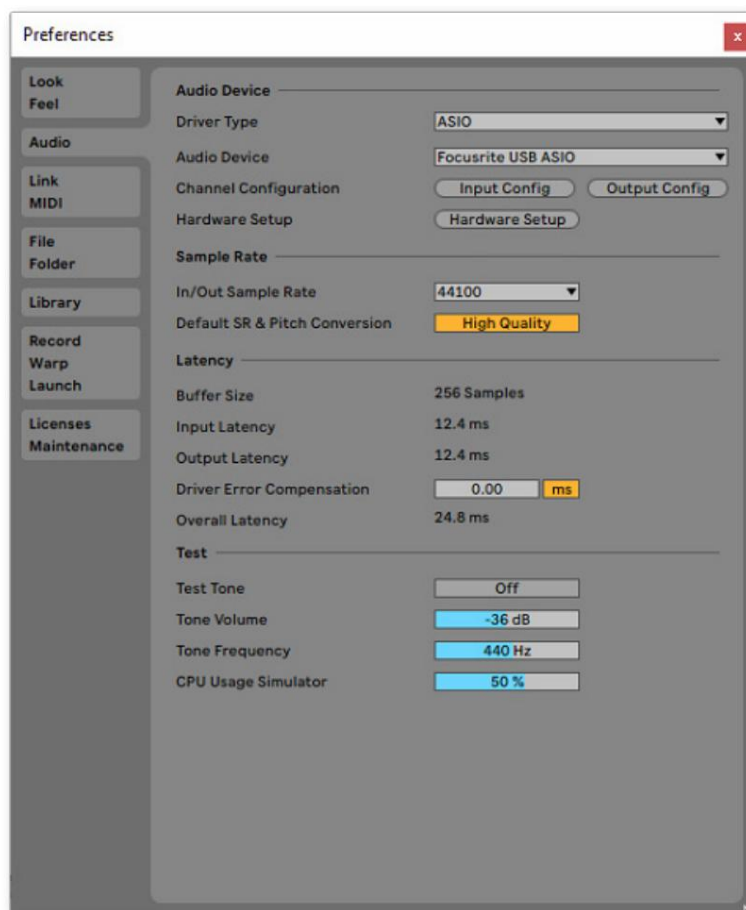 Preferences
x
Look
Feel
Audio
Link
MIDI
File
Folder
Library
Record
Warp
Launch
Licenses
Maintenance
Audio Device
Driver Type ASIO
Audio Device Focusrite USB ASIO
Channel Configuration Input Config Output Config
Hardware Setup Hardware Setup
Sample Rate
In/Out Sample Rate 44100
Default SR & Pitch Conversion High Quality
Latency
Buffer Size 256 Samples
Input Latency 12.4 ms
Output Latency 12.4 ms
Driver Error Compensation 0.00 ms
Overall Latency 24.8 ms
Test
Test Tone Off
Tone Volume -36 dB
Tone Frequency 440 Hz
CPU Usage Simulator 50 %